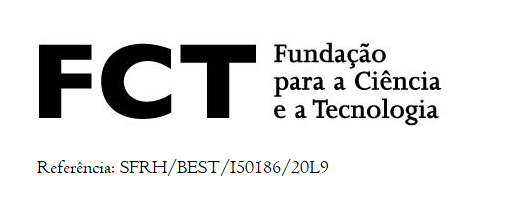 FCT
Fundação
para a Ciência
e a Tecnologia
Referência: SFRH/BEST/I50186/20L9